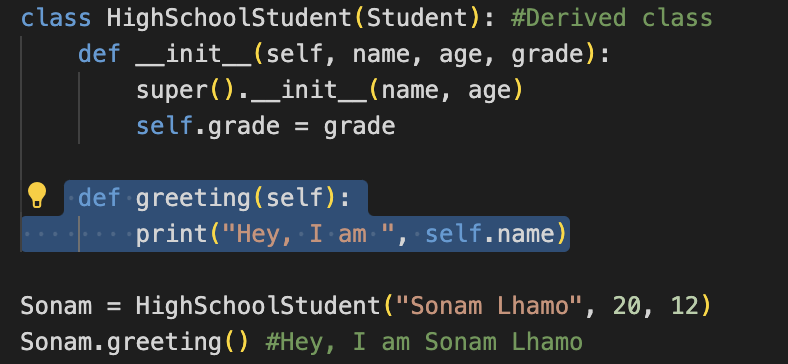 class HighSchoolStudent(Student): #Derived class
    def __init__(self, name, age, grade):
        super().__init__(name, age)
        self.grade = grade
    def greeting(self):
        print("Hey, I am ", self.name)
Sonam = HighSchoolStudent("Sonam Lhamo", 20, 12)
Sonam.greeting() #Hey, I am Sonam Lhamo